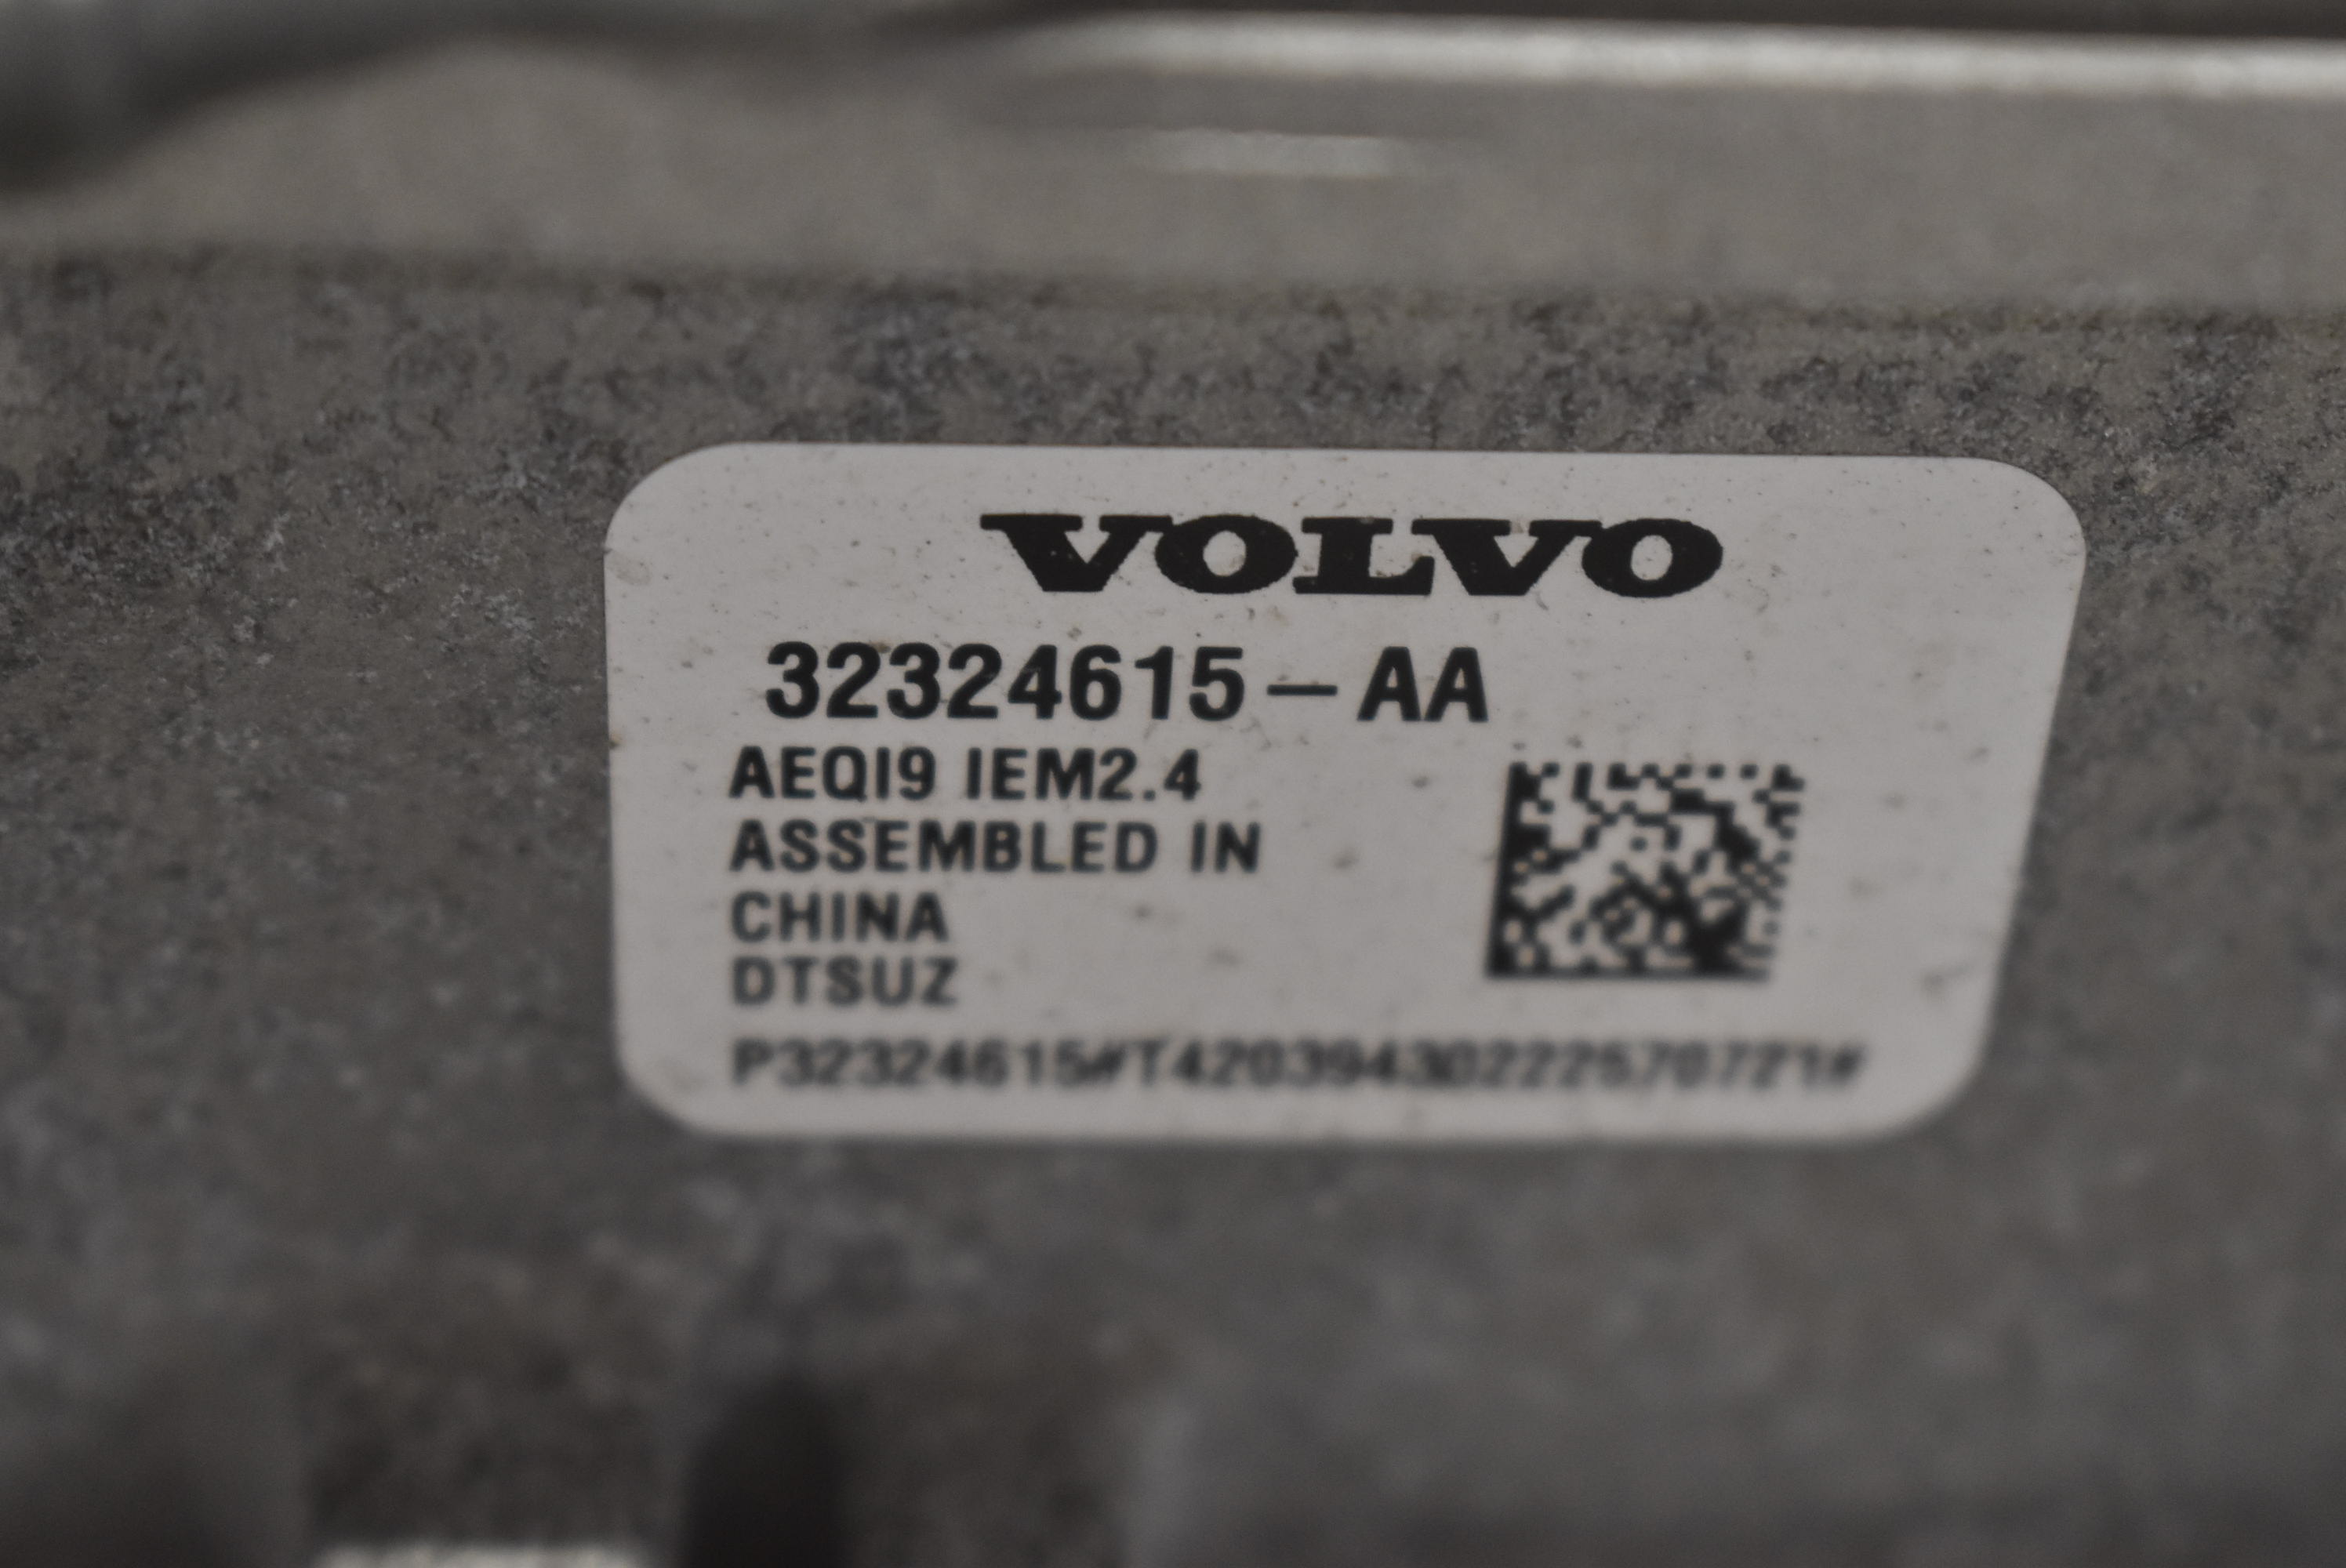 VOLVO
32324615-AA
AEQI9 IEM2.4
ASSEMBLED IN
CHINA
DTSUZ